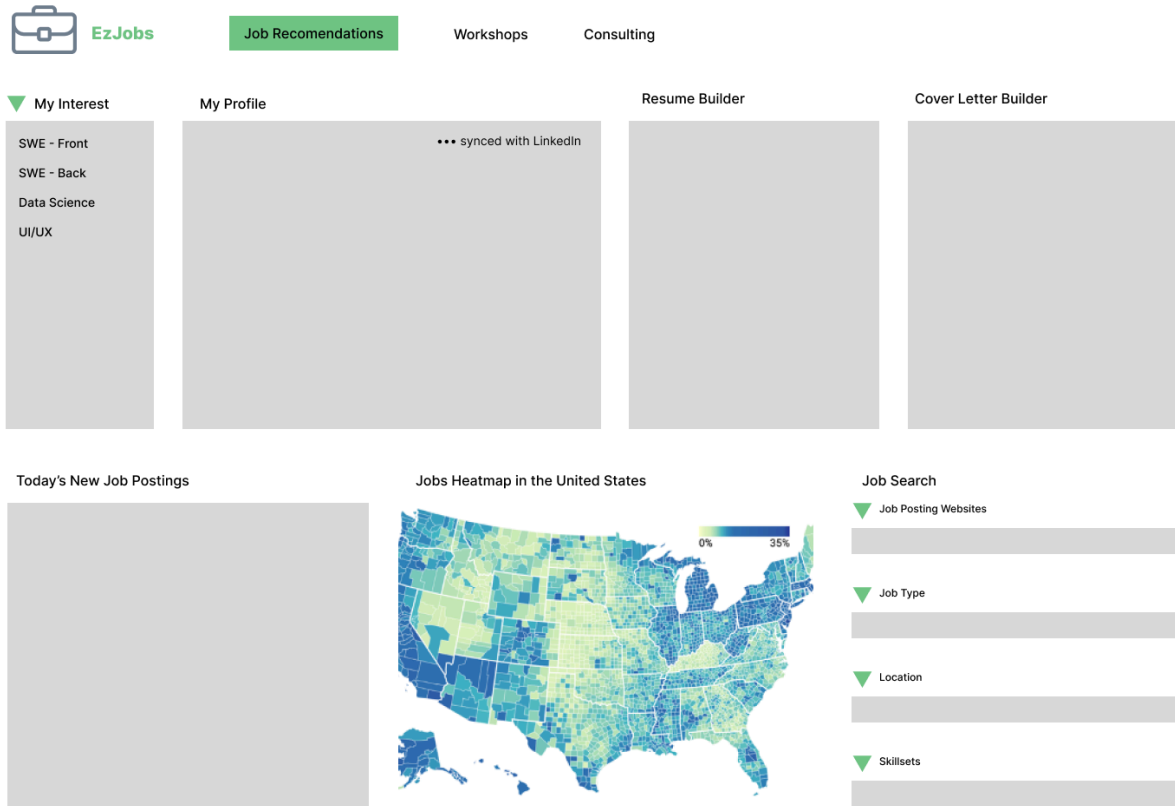 EzJobs
Job Recomendations
Workshops
Consulting
My Interest
SWE - Front
SWE - Back
Data Science
UI/UX
My Profile
••• synced with LinkedIn
Resume Builder
Cover Letter Builder
Today's New Job Postings
Jobs Heatmap in the United States
0%
35%
Job Search
Job Posting Websites
Job Type
Location
Skillsets